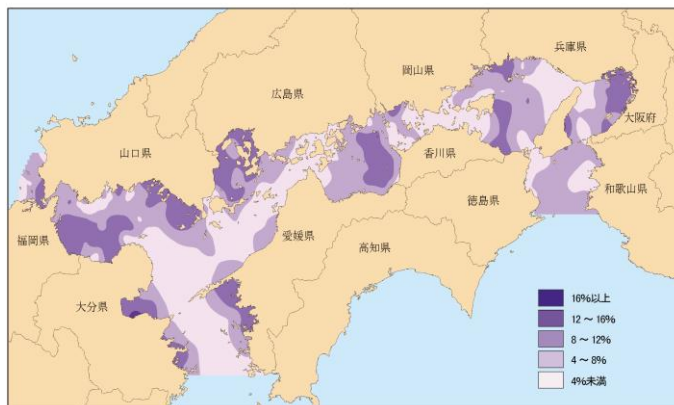 兵庫県
岡山県
広島県
大阪府
山口県
香川県
和歌山県
徳島県
愛媛県
福岡県
高知県
大分県
16%以上
12～16%
8～12%
4～8%
4%未満